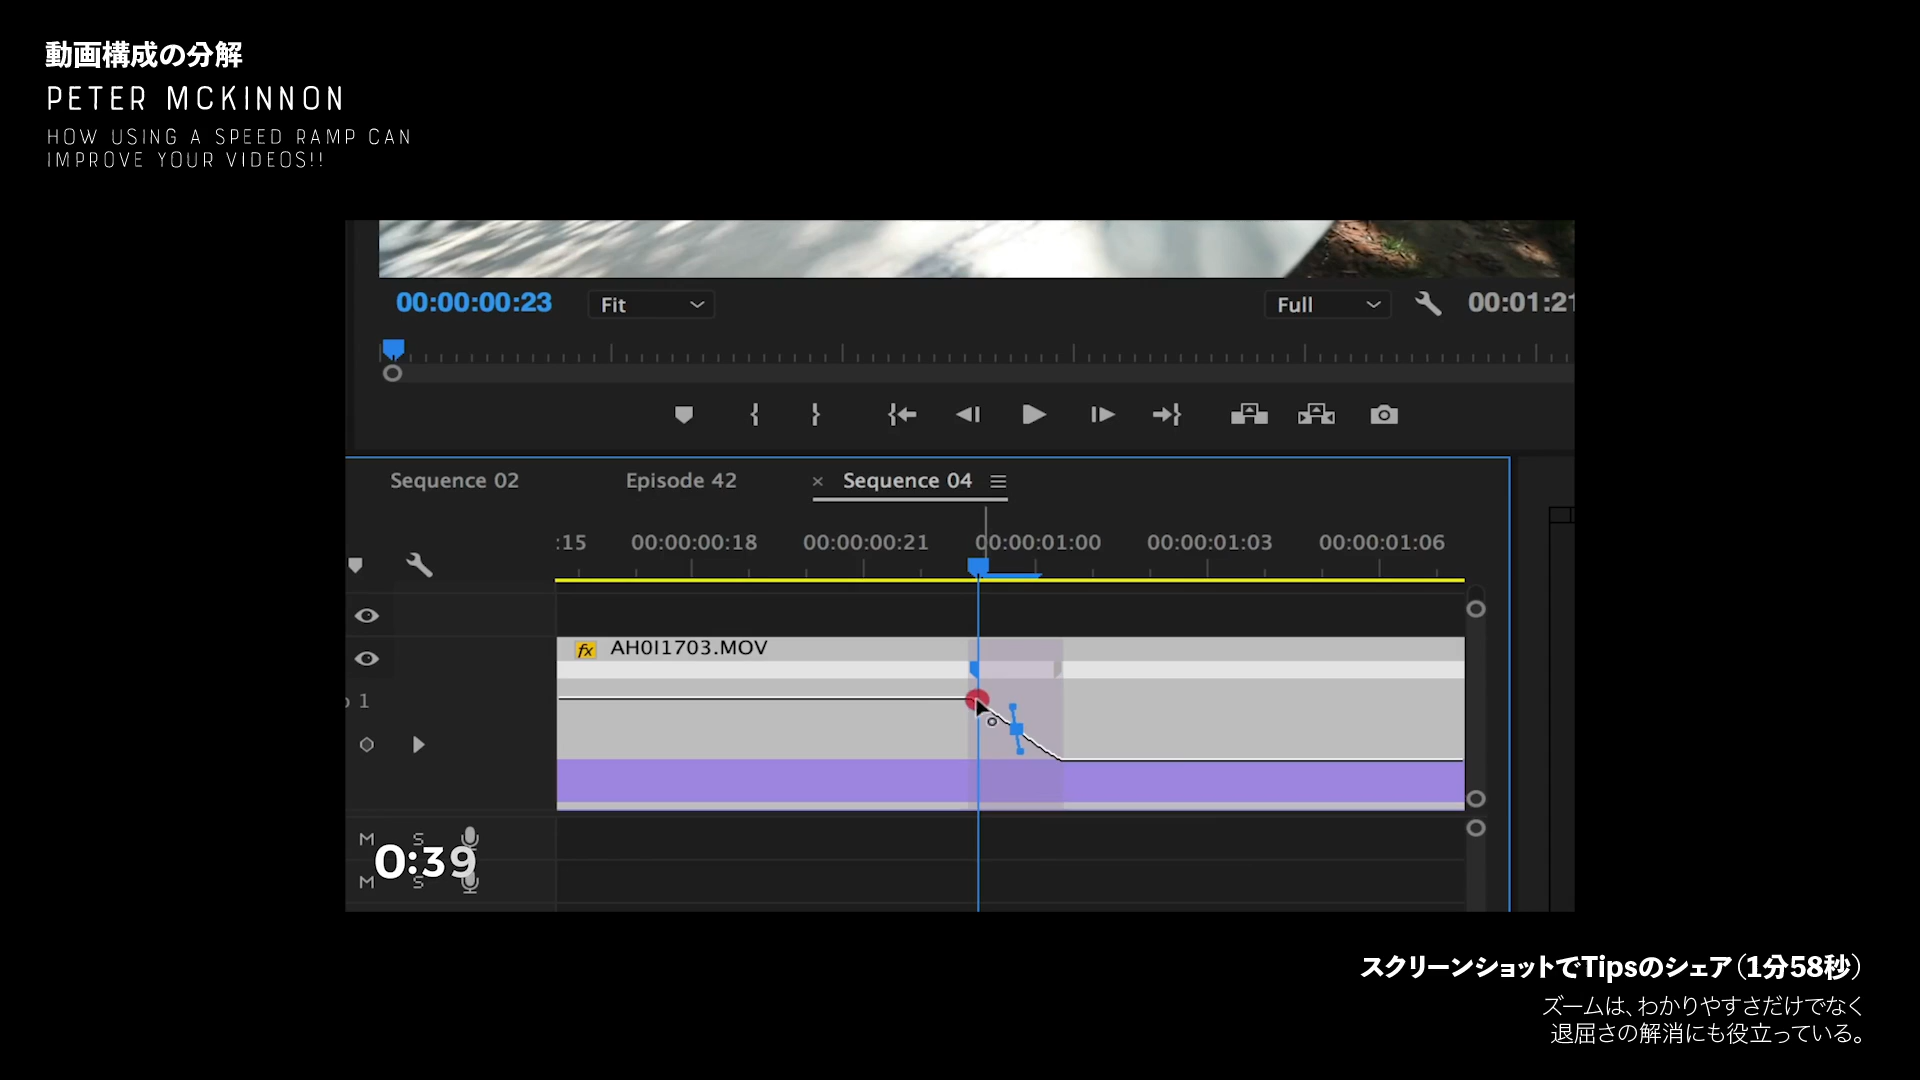 動画構成の分解
PETER MCKINNON
HOW USING A SPEED RAMP CAN
IMPROVE YOUR VIDEOS!!
00:00:00:23
Fit
Full
00:01:21
Sequence 02
Episode 42
× Sequence 04
:15
00:00:00:18
00:00:00:21
00:00:01:00
00:00:01:03
00:00:01:06
fx AH0I1703.MOV
1
M S
0:39
M S
スクリーンショットでTipsのシェア（1分58秒）
ズームは、わかりやすさだけでなく
退屈さの解消にも役立っている。